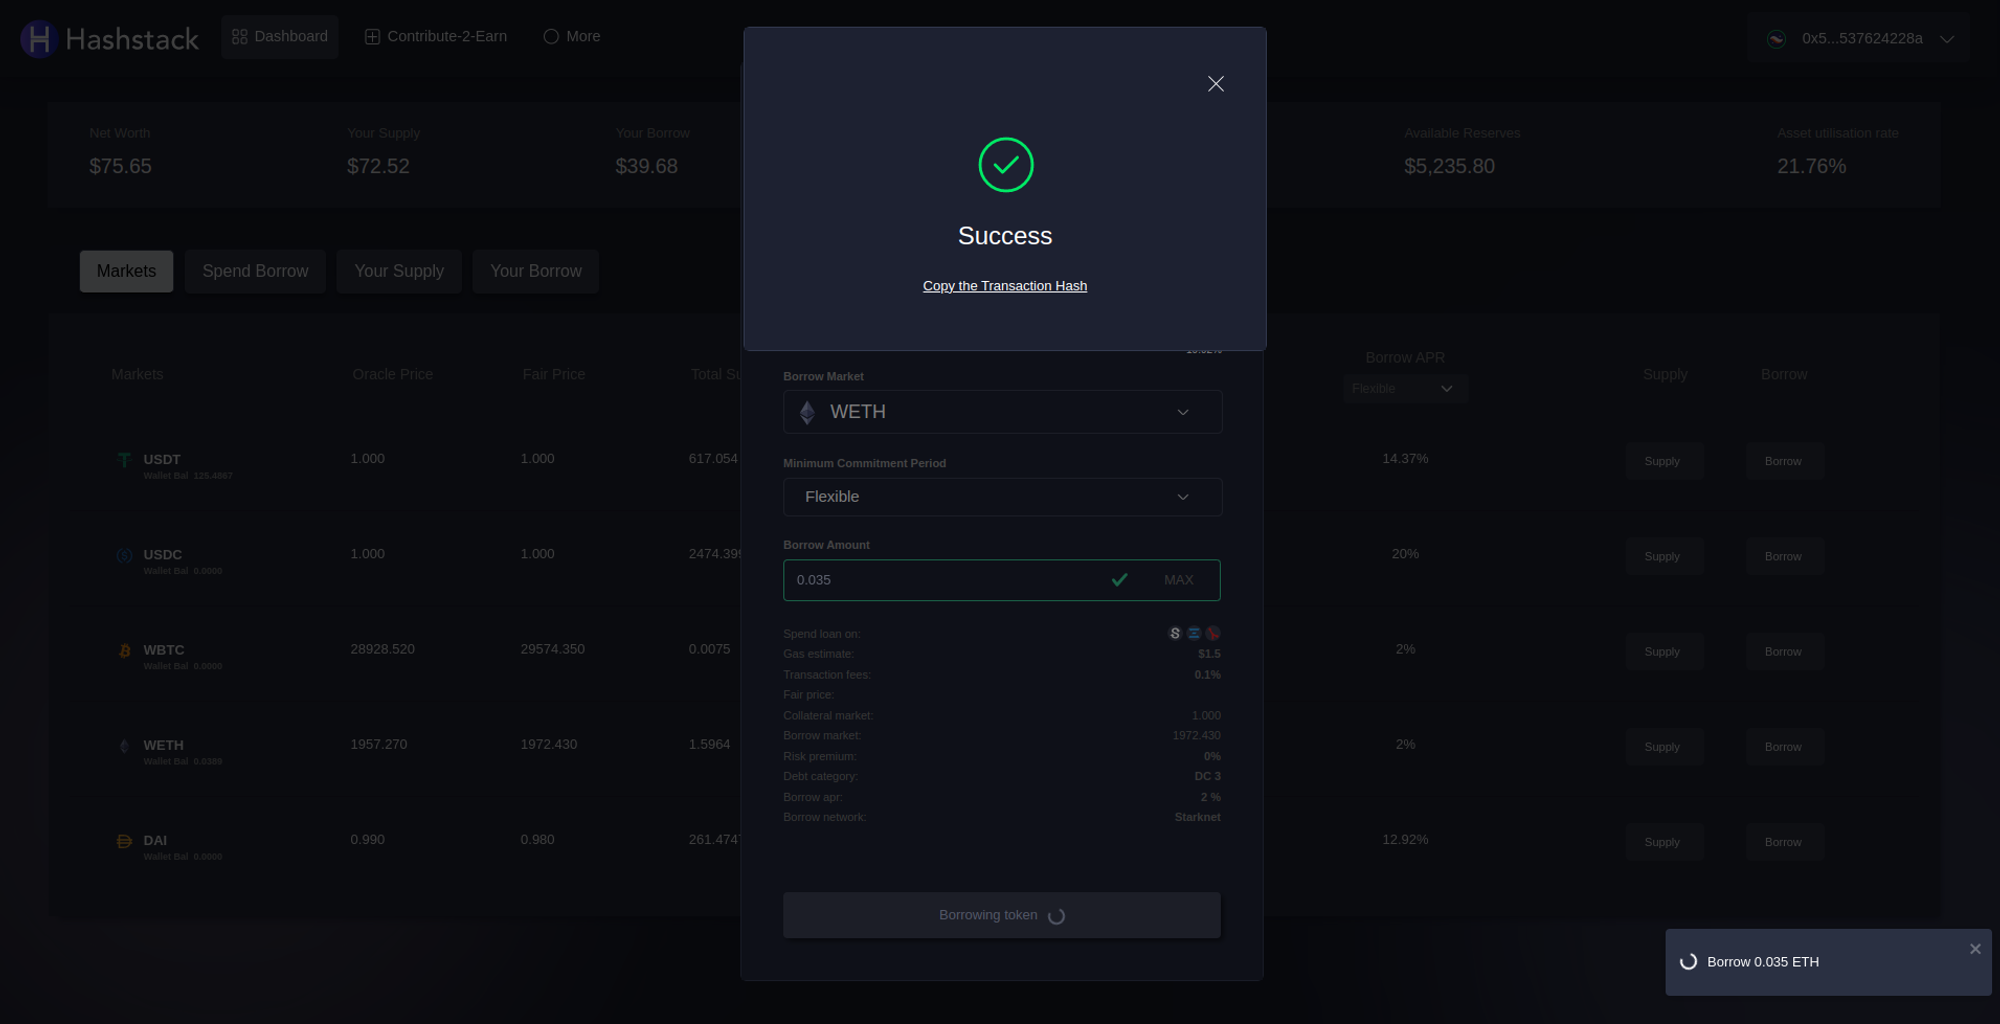 Hashstack
Dashboard
Contribute-2-Earn
More
0x5...537624228a
Net Worth
$75.65
Your Supply
$72.52
Your Borrow
$39.68
Available Reserves
$5,235.80
Asset utilisation rate
21.76%
Success
Copy the Transaction Hash
Markets
Spend Borrow
Your Supply
Your Borrow
Markets
Oracle Price
Fair Price
Total Su
Borrow APR
Flexible
Supply
Borrow
USDT
Wallet Bal 125.4867
1.000
1.000
617.054
14.37%
Supply
Borrow
USDC
Wallet Bal 0.0000
1.000
1.000
2474.399
20%
Supply
Borrow
WBTC
Wallet Bal 0.0000
28928.520
29574.350
0.0075
2%
Supply
Borrow
WETH
Wallet Bal 0.0389
1957.270
1972.430
1.5964
2%
Supply
Borrow
DAI
Wallet Bal 0.0000
0.990
0.980
261.4747
12.92%
Supply
Borrow
Borrow Market
WETH
Minimum Commitment Period
Flexible
Borrow Amount
0.035
MAX
Spend loan on:
Gas estimate: $1.5
Transaction fees: 0.1%
Fair price:
Collateral market: 1.000
Borrow market: 1972.430
Risk premium: 0%
Debt category: DC 3
Borrow apr: 2 %
Borrow network: Starknet
Borrowing token
Borrow 0.035 ETH